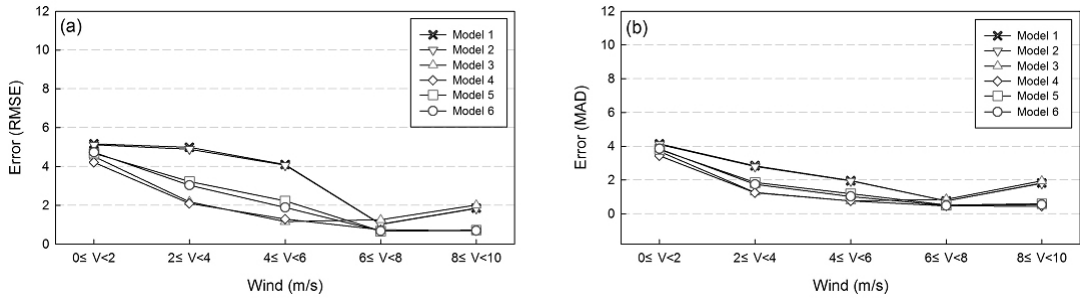 (a)
Error (RMSE)
12
10
8
6
4
2
0
Model 1
Model 2
Model 3
Model 4
Model 5
Model 6
0≤ V<2
2≤ V<4
4≤ V<6
6≤ V<8
8≤ V<10
Wind (m/s)
(b)
Error (MAD)
12
10
8
6
4
2
0
Model 1
Model 2
Model 3
Model 4
Model 5
Model 6
0≤ V<2
2≤ V<4
4≤ V<6
6≤ V<8
8≤ V<10
Wind (m/s)